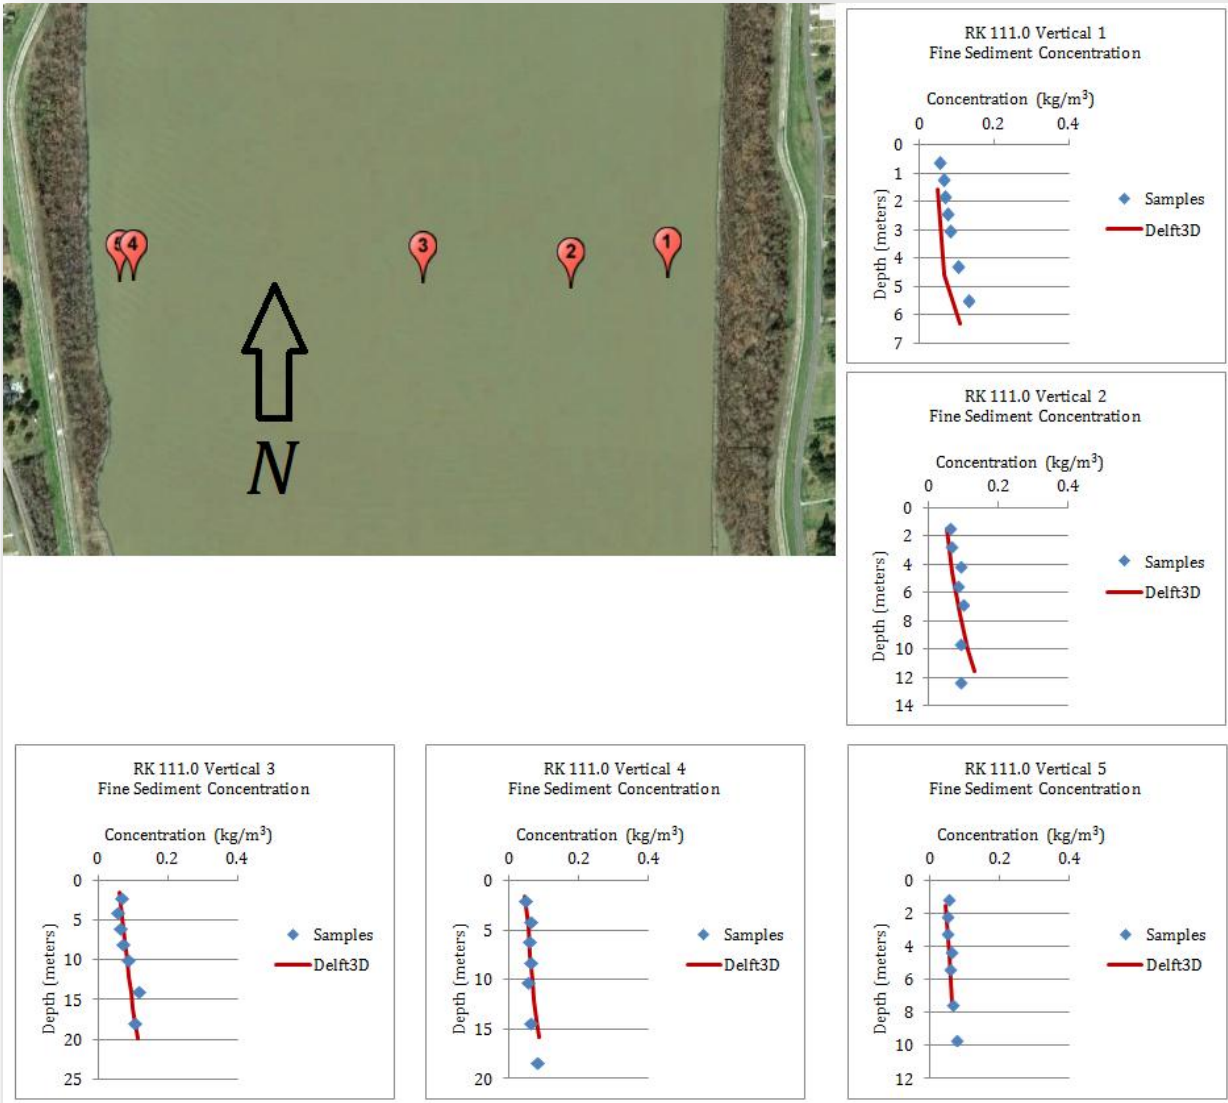 5
4
3
2
1
N
RK 111.0 Vertical 1
Fine Sediment Concentration
Concentration (kg/m³)
0 0.2 0.4
0
1
2
3
4
5
6
7
Depth (meters)
Samples
Delft3D
RK 111.0 Vertical 2
Fine Sediment Concentration
Concentration (kg/m³)
0 0.2 0.4
0
2
4
6
8
10
12
14
Depth (meters)
Samples
Delft3D
RK 111.0 Vertical 3
Fine Sediment Concentration
Concentration (kg/m³)
0 0.2 0.4
0
5
10
15
20
25
Depth (meters)
Samples
Delft3D
RK 111.0 Vertical 4
Fine Sediment Concentration
Concentration (kg/m³)
0 0.2 0.4
0
5
10
15
20
Depth (meters)
Samples
Delft3D
RK 111.0 Vertical 5
Fine Sediment Concentration
Concentration (kg/m³)
0 0.2 0.4
0
2
4
6
8
10
12
Depth (meters)
Samples
Delft3D